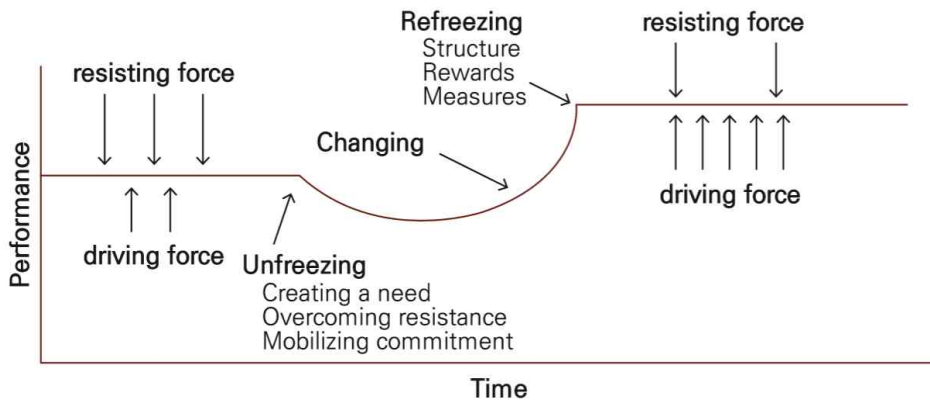 Refreezing
Structure
Rewards
Measures
resisting force
resisting force
Changing
driving force
driving force
Unfreezing
Creating a need
Overcoming resistance
Mobilizing commitment
Performance
Time